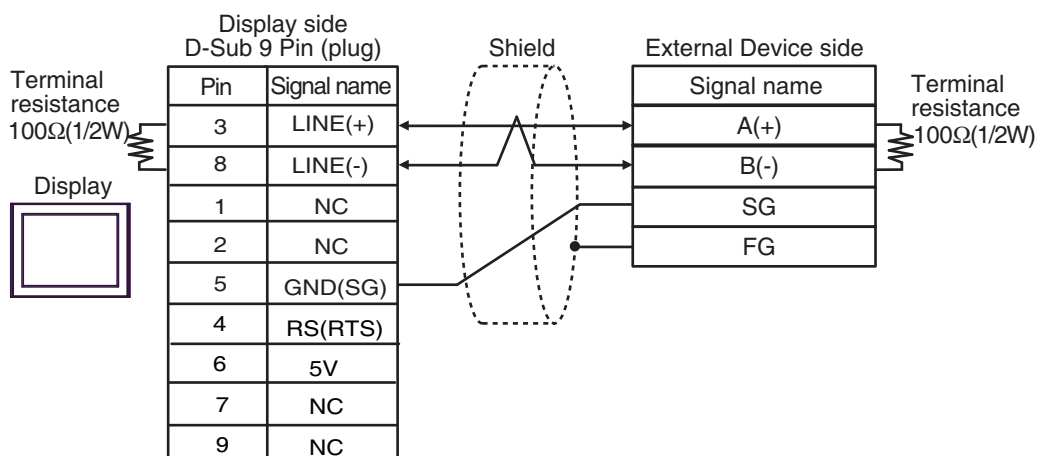 Display side
D-Sub 9 Pin (plug)
Shield
External Device side
Terminal
resistance
100Ω(1/2W)
Pin Signal name
Signal name
Terminal
resistance
100Ω(1/2W)
3 LINE(+)
A(+)
8 LINE(-)
B(-)
Display
1 NC
SG
2 NC
FG
5 GND(SG)
4 RS(RTS)
6 5V
7 NC
9 NC